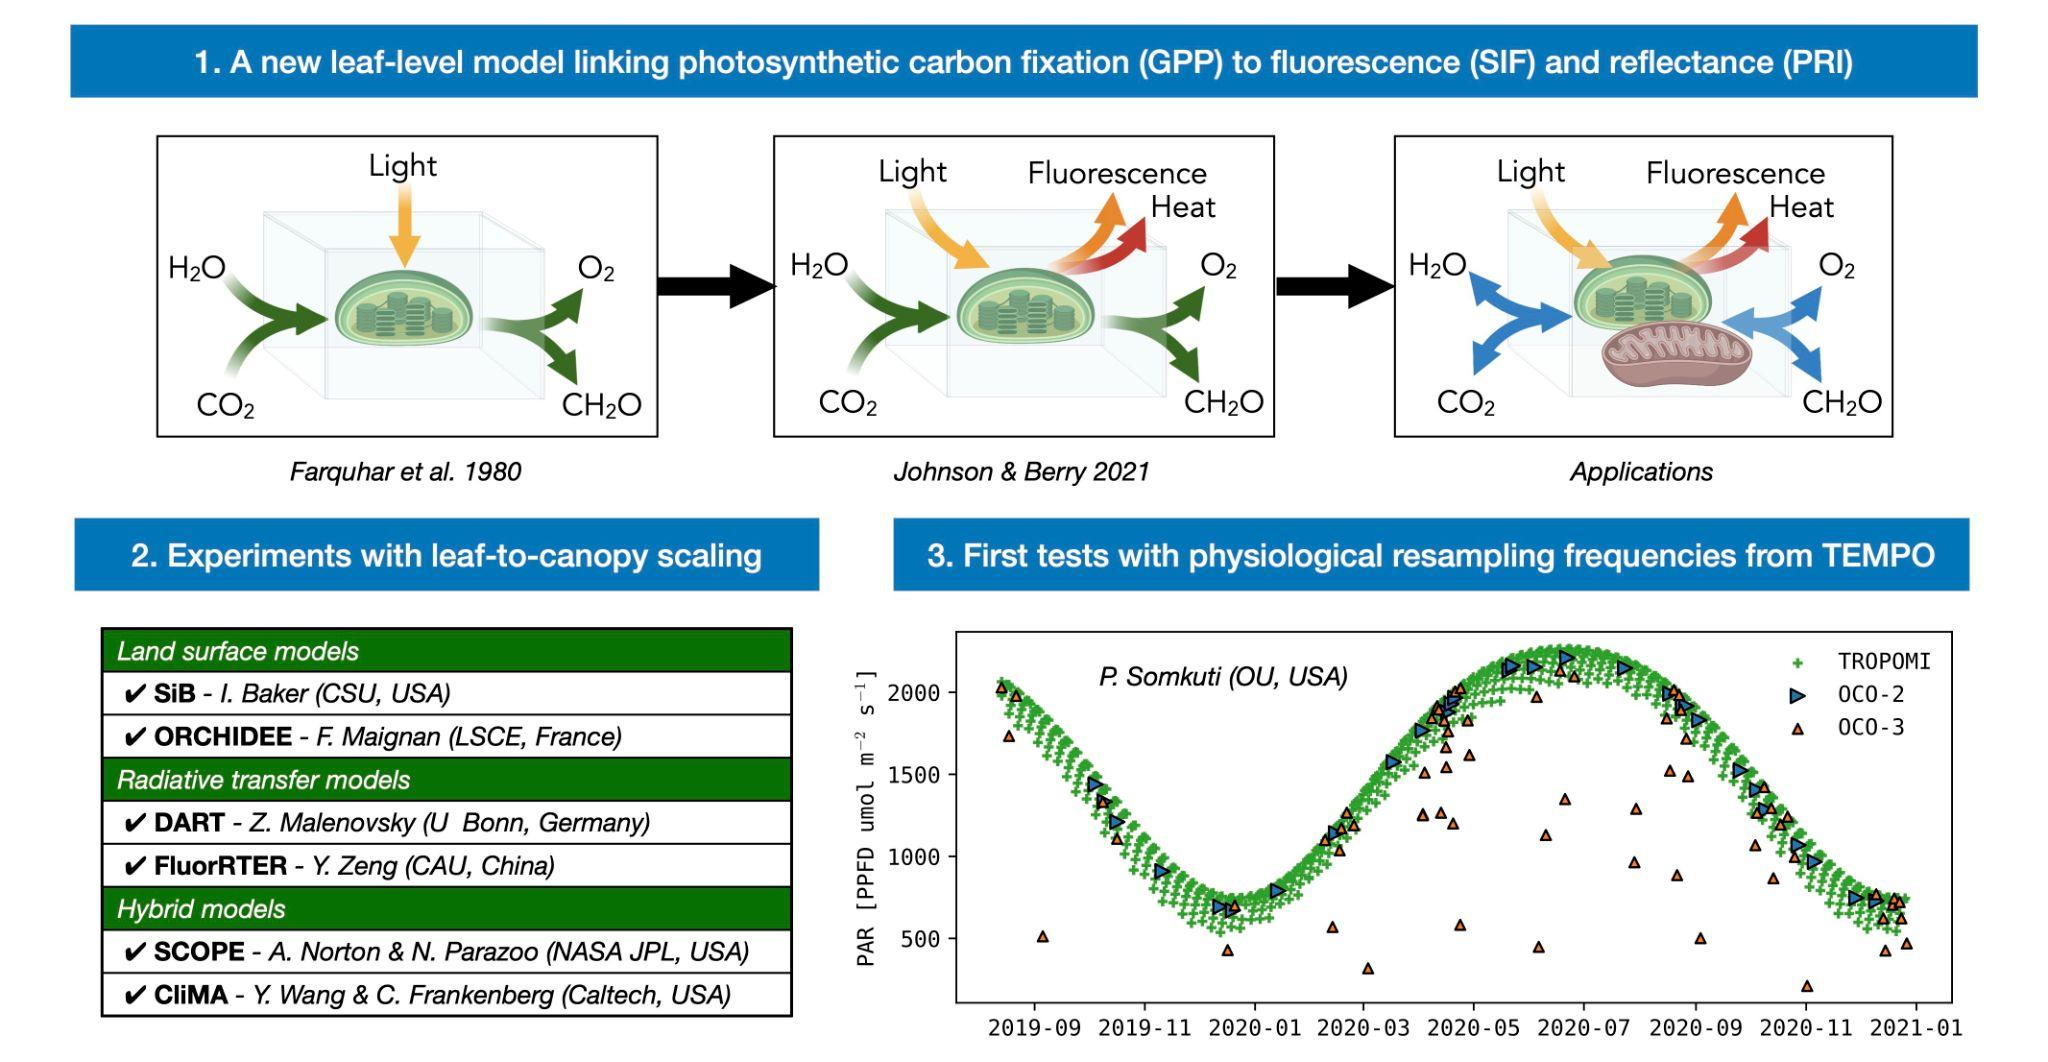 1. A new leaf-level model linking photosynthetic carbon fixation (GPP) to fluorescence (SIF) and reflectance (PRI)
Light
H₂O
CO₂
O₂
CH₂O
Farquhar et al. 1980
Light
Fluorescence
Heat
H₂O
CO₂
O₂
CH₂O
Johnson & Berry 2021
Light
Fluorescence
Heat
H₂O
CO₂
O₂
CH₂O
Applications
2. Experiments with leaf-to-canopy scaling
Land surface models
✔ SiB - I. Baker (CSU, USA)
✔ ORCHIDEE - F. Maignan (LSCE, France)
Radiative transfer models
✔ DART - Z. Malenovsky (U Bonn, Germany)
✔ FluorRTER - Y. Zeng (CAU, China)
Hybrid models
✔ SCOPE - A. Norton & N. Parazoo (NASA JPL, USA)
✔ CliMA - Y. Wang & C. Frankenberg (Caltech, USA)
3. First tests with physiological resampling frequencies from TEMPO
P. Somkuti (OU, USA)
TROPOMI
OCO-2
OCO-3
PAR [PPFD umol m⁻² s⁻¹]
2000
1500
1000
500
2019-09 2019-11 2020-01 2020-03 2020-05 2020-07 2020-09 2020-11 2021-01